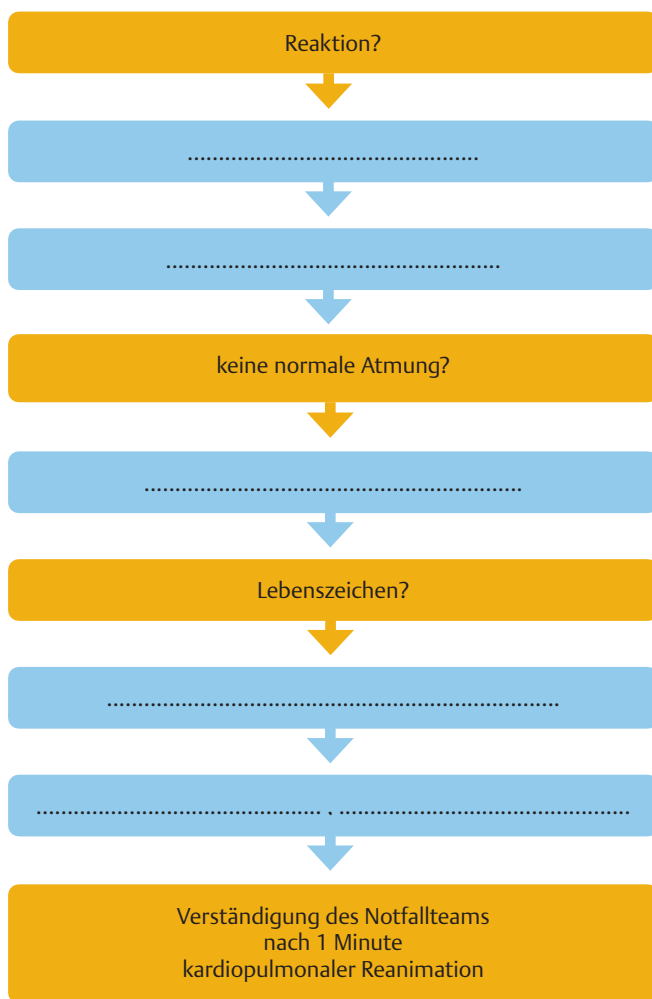 Reaktion?
................................................
.......................................................
keine normale Atmung?
..............................................................
Lebenszeichen?
..........................................................................
............................................... , ................................................
Verständigung des Notfallteams
nach 1 Minute
kardiopulmonaler Reanimation